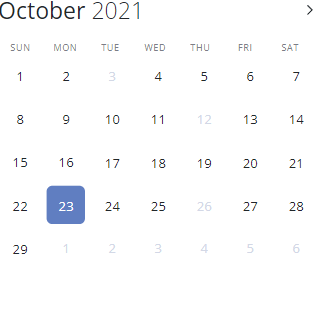 October 2021
SUN MON TUE WED THU FRI SAT
1 2 3 4 5 6 7
8 9 10 11 12 13 14
15 16 17 18 19 20 21
22 23 24 25 26 27 28
29 1 2 3 4 5 6